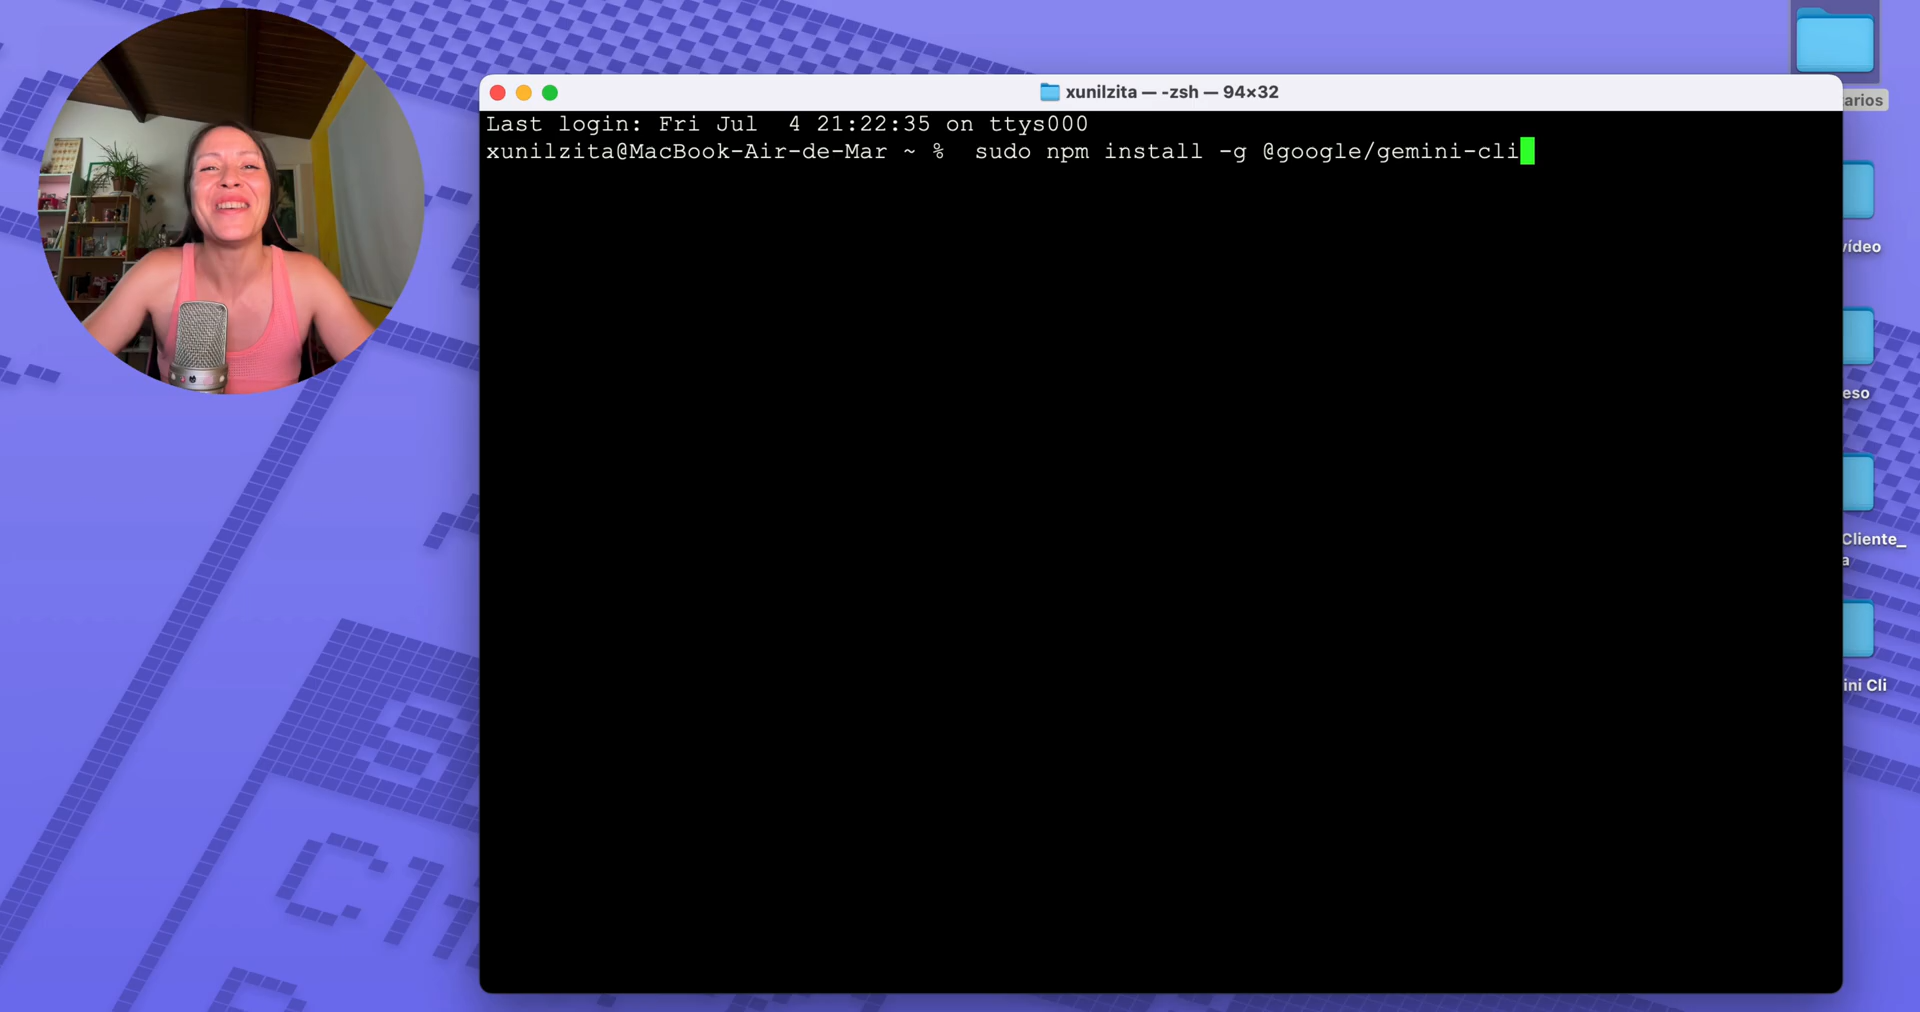 xunilzita — -zsh — 94×32
Last login: Fri Jul  4 21:22:35 on ttys000
xunilzita@MacBook-Air-de-Mar ~ %  sudo npm install -g @google/gemini-cli
arios
vídeo
eso
Cliente_
a
ini Cli